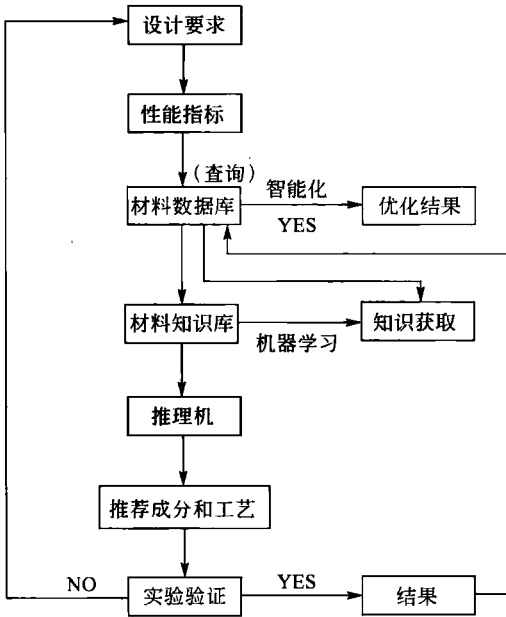 设计要求
性能指标
（查询）
智能化
材料数据库
优化结果
YES
材料知识库
知识获取
机器学习
推理机
推荐成分和工艺
NO
YES
实验验证
结果